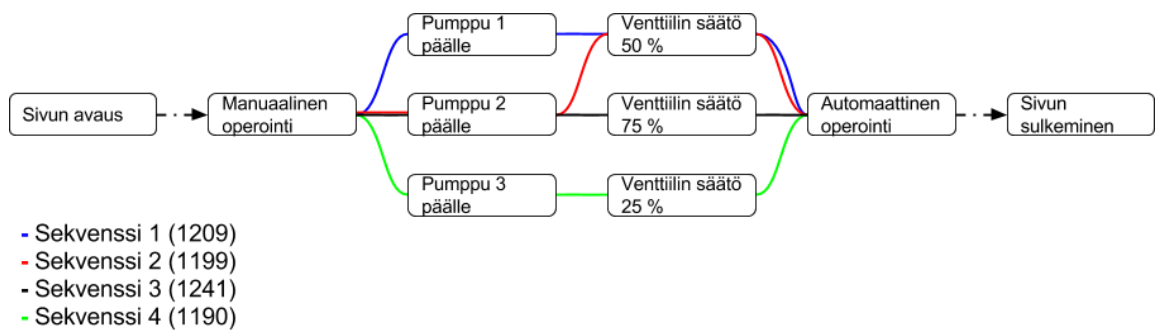 Sivun avaus
Manuaalinen
operointi
Pumppu 1
päälle
Pumppu 2
päälle
Pumppu 3
päälle
Venttiilin säätö
50 %
Venttiilin säätö
75 %
Venttiilin säätö
25 %
Automaattinen
operointi
Sivun
sulkeminen
- Sekvenssi 1 (1209)
- Sekvenssi 2 (1199)
- Sekvenssi 3 (1241)
- Sekvenssi 4 (1190)